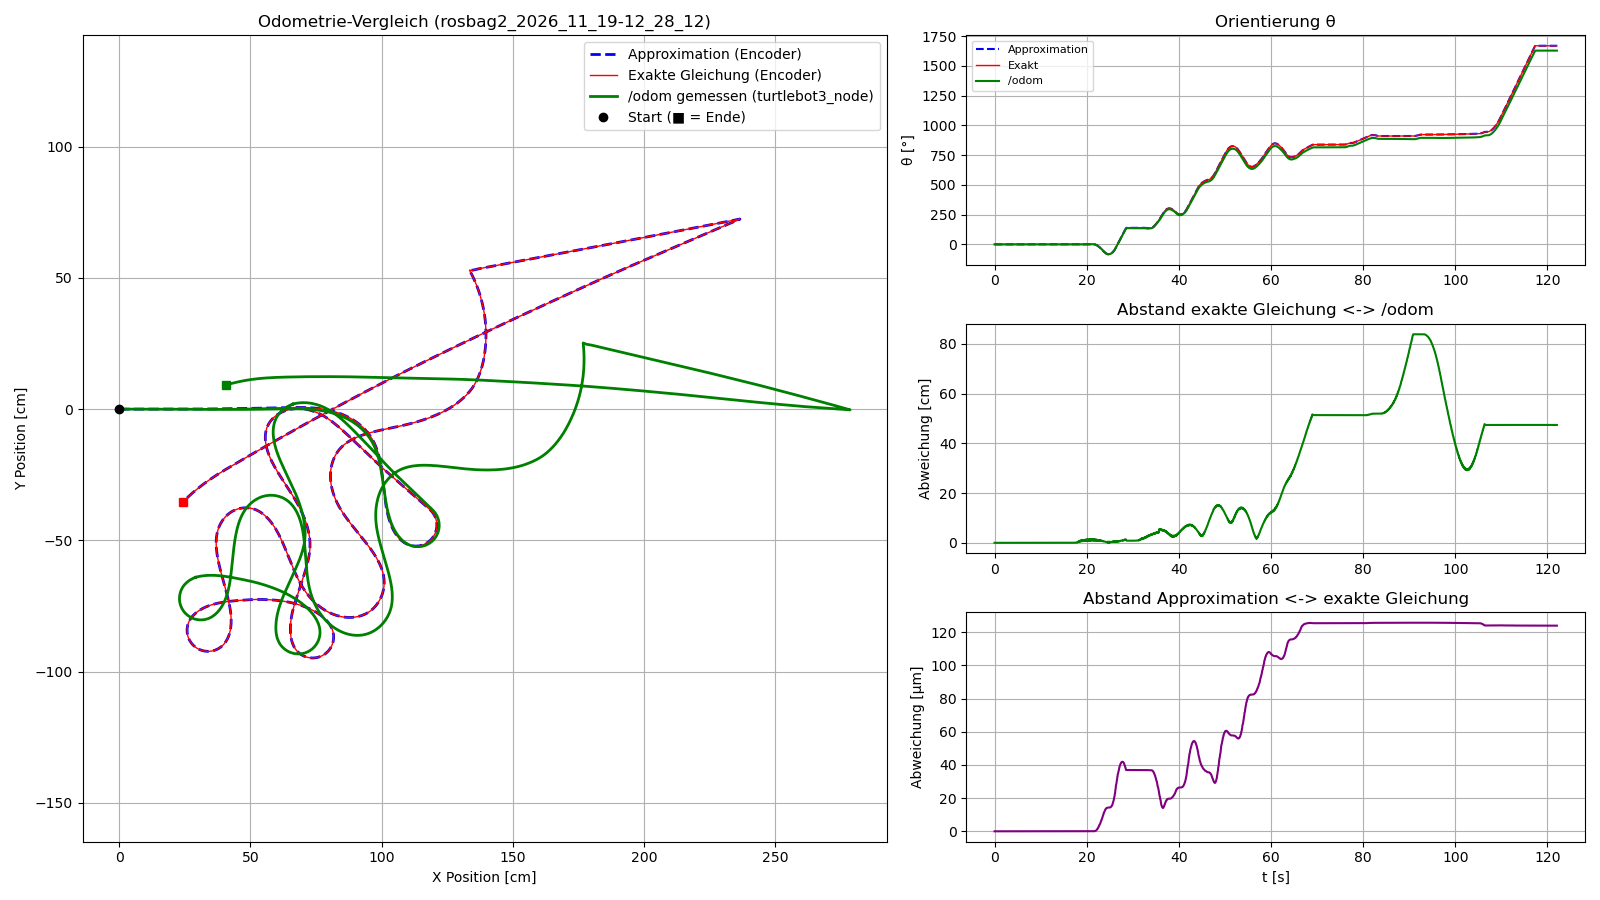 Odometrie-Vergleich (rosbag2_2026_11_19-12_28_12)
Approximation (Encoder)
Exakte Gleichung (Encoder)
/odom gemessen (turtlebot3_node)
Start (■ = Ende)
100
50
0
−50
−100
−150
Y Position [cm]
0 50 100 150 200 250
X Position [cm]
Orientierung θ
Approximation
Exakt
/odom
1750
1500
1250
1000
750
500
250
0
θ [°]
0 20 40 60 80 100 120
Abstand exakte Gleichung <-> /odom
80
60
40
20
0
Abweichung [cm]
0 20 40 60 80 100 120
Abstand Approximation <-> exakte Gleichung
120
100
80
60
40
20
0
Abweichung [µm]
0 20 40 60 80 100 120
t [s]